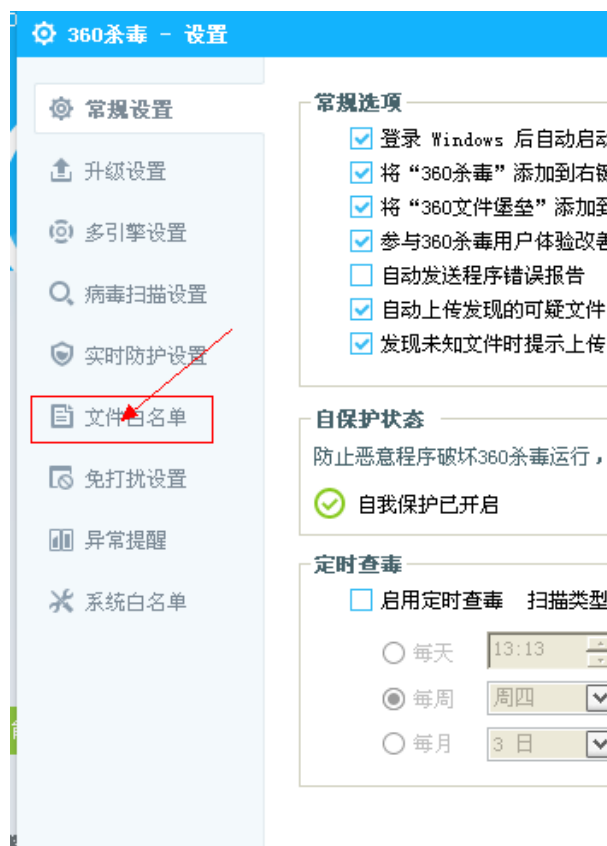 360杀毒 - 设置
常规设置
升级设置
多引擎设置
病毒扫描设置
实时防护设置
文件白名单
免打扰设置
异常提醒
系统白名单
常规选项
登录 Windows 后自动启动
将“360杀毒”添加到右键
将“360文件堡垒”添加到
参与360杀毒用户体验改善
自动发送程序错误报告
自动上传发现的可疑文件
发现未知文件时提示上传
自保护状态
防止恶意程序破坏360杀毒运行，
自我保护已开启
定时查毒
启用定时查毒 扫描类型
每天 13:13
每周 周四
每月 3 日